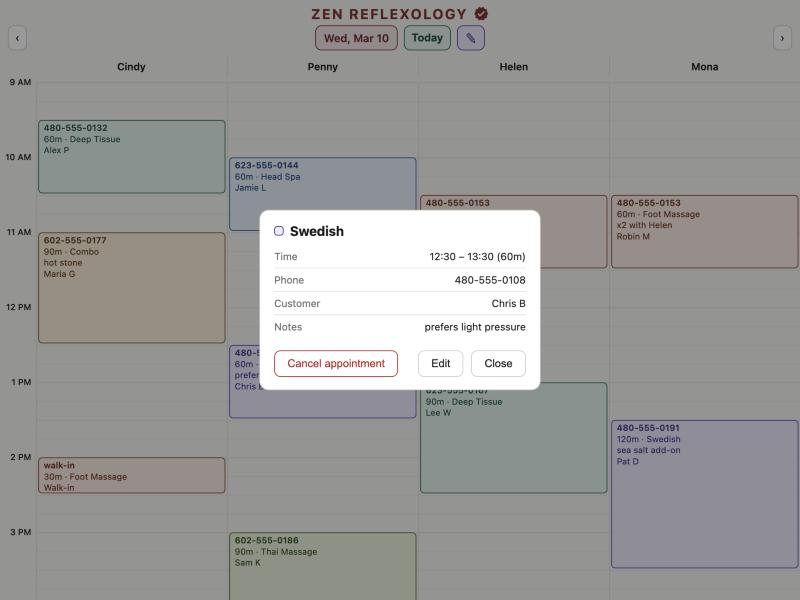 ZEN REFLEXOLOGY
‹
Wed, Mar 10
Today
✎
›
Cindy
Penny
Helen
Mona
9 AM
10 AM
11 AM
12 PM
1 PM
2 PM
3 PM
480-555-0132
60m · Deep Tissue
Alex P
602-555-0177
90m · Combo
hot stone
Maria G
walk-in
30m · Foot Massage
Walk-in
623-555-0144
60m · Head Spa
Jamie L
480-5
60m ·
prefer
Chris B
602-555-0186
90m · Thai Massage
Sam K
480-555-0153
90m · Deep Tissue
Lee W
480-555-0153
60m · Foot Massage
x2 with Helen
Robin M
480-555-0191
120m · Swedish
sea salt add-on
Pat D
Swedish
Time 12:30 – 13:30 (60m)
Phone 480-555-0108
Customer Chris B
Notes prefers light pressure
Cancel appointment
Edit
Close